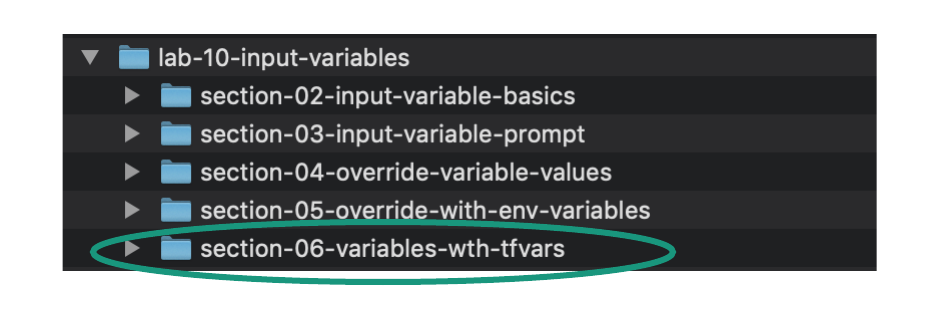 lab-10-input-variables
section-02-input-variable-basics
section-03-input-variable-prompt
section-04-override-variable-values
section-05-override-with-env-variables
section-06-variables-wth-tfvars